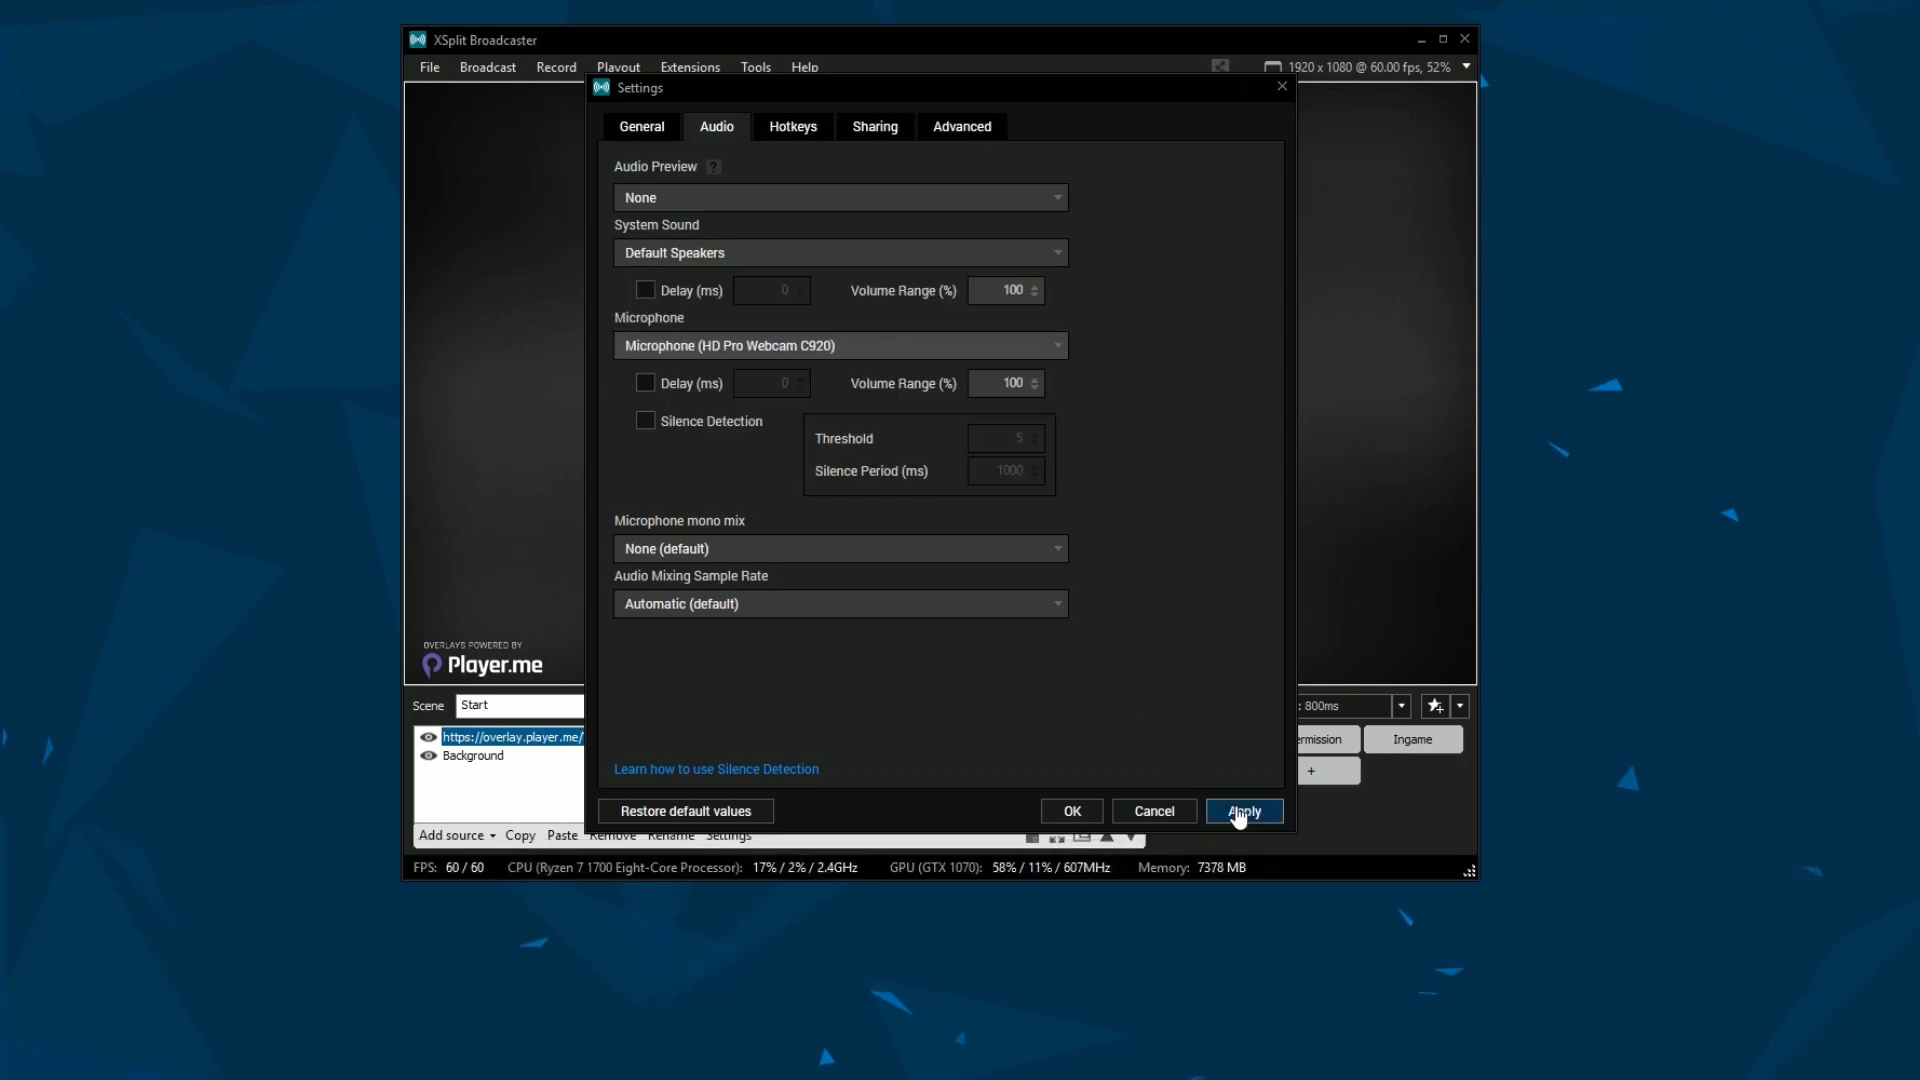 XSplit Broadcaster
File Broadcast Record Playout Extensions Tools Help 1920 x 1080 @ 60.00 fps, 52%
Settings
General Audio Hotkeys Sharing Advanced
Audio Preview ?
None
System Sound
Default Speakers
Delay (ms) 0 Volume Range (%) 100
Microphone
Microphone (HD Pro Webcam C920)
Delay (ms) 0 Volume Range (%) 100
Silence Detection
Threshold 5
Silence Period (ms) 1000
Microphone mono mix
None (default)
Audio Mixing Sample Rate
Automatic (default)
OVERLAYS POWERED BY
Player.me
Scene Start : 800ms
https://overlay.player.me/ ermission Ingame
Background +
Learn how to use Silence Detection
Restore default values OK Cancel Apply
Add source Copy Paste Remove Rename Settings
FPS: 60 / 60 CPU (Ryzen 7 1700 Eight-Core Processor): 17% / 2% / 2.4GHz GPU (GTX 1070): 58% / 11% / 607MHz Memory: 7378 MB